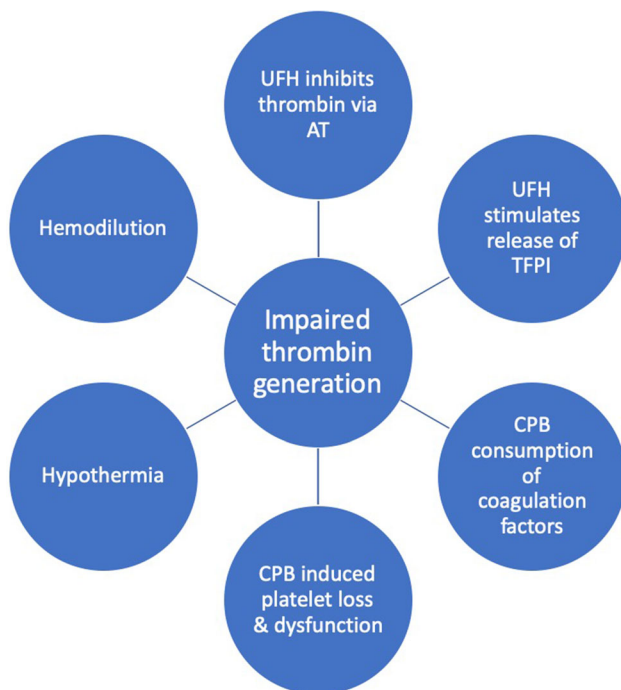 UFH inhibits
thrombin via
AT
UFH
stimulates
release of
TFPI
CPB
consumption
of
coagulation
factors
CPB induced
platelet loss
& dysfunction
Hypothermia
Hemodilution
Impaired
thrombin
generation